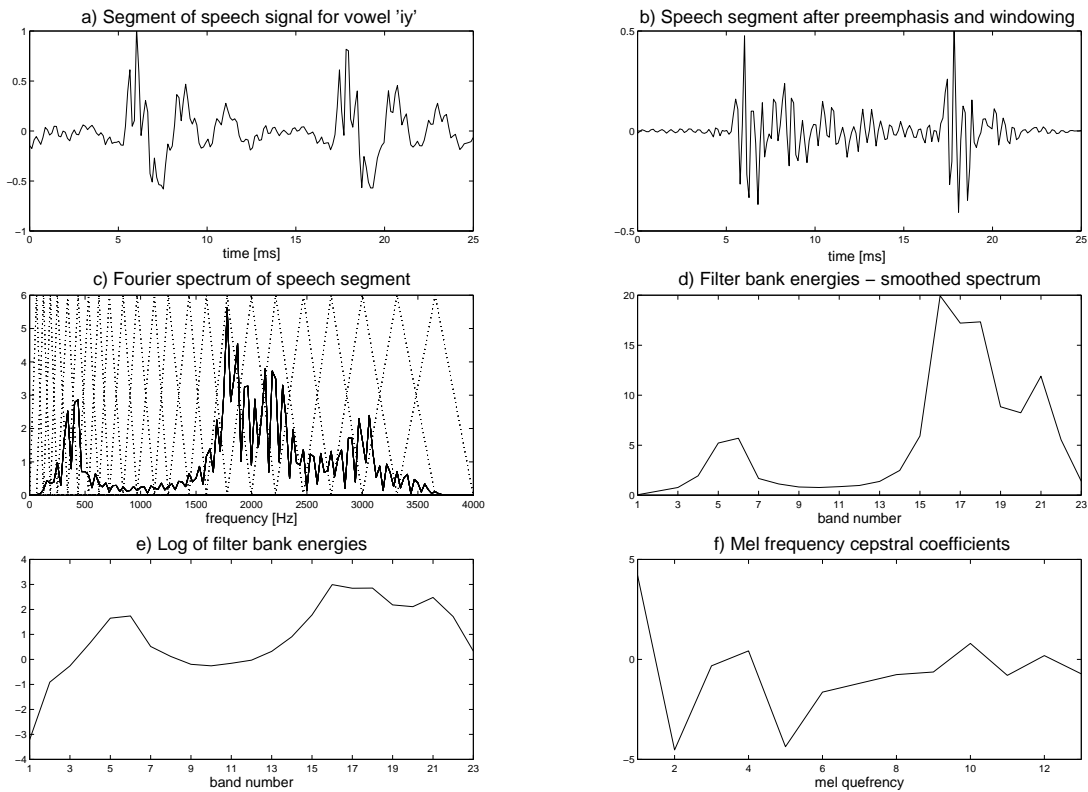 a) Segment of speech signal for vowel 'iy'
1
0.5
0
−0.5
−1
0 5 10 15 20 25
time [ms]
b) Speech segment after preemphasis and windowing
0.5
0
−0.5
0 5 10 15 20 25
time [ms]
c) Fourier spectrum of speech segment
6
5
4
3
2
1
0
0 500 1000 1500 2000 2500 3000 3500 4000
frequency [Hz]
d) Filter bank energies − smoothed spectrum
20
15
10
5
0
1 3 5 7 9 11 13 15 17 19 21 23
band number
e) Log of filter bank energies
4
3
2
1
0
−1
−2
−3
−4
1 3 5 7 9 11 13 15 17 19 21 23
band number
f) Mel frequency cepstral coefficients
5
0
−5
2 4 6 8 10 12
mel quefrency